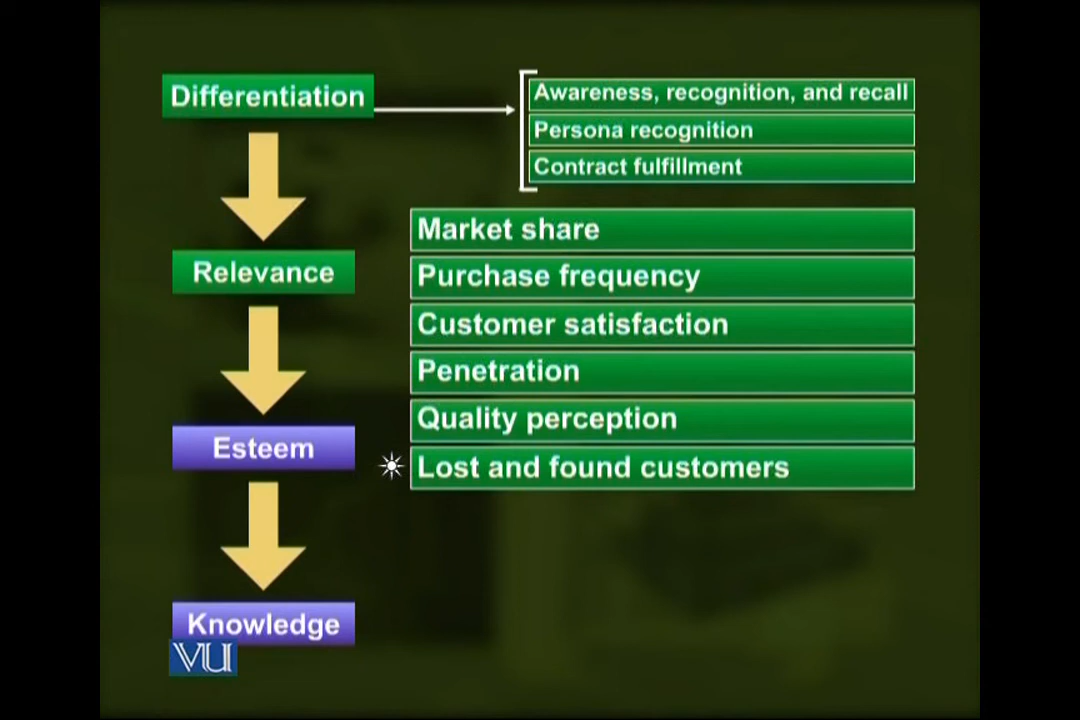 Differentiation
Awareness, recognition, and recall
Persona recognition
Contract fulfillment
Market share
Relevance
Purchase frequency
Customer satisfaction
Penetration
Quality perception
Esteem
Lost and found customers
Knowledge
VU